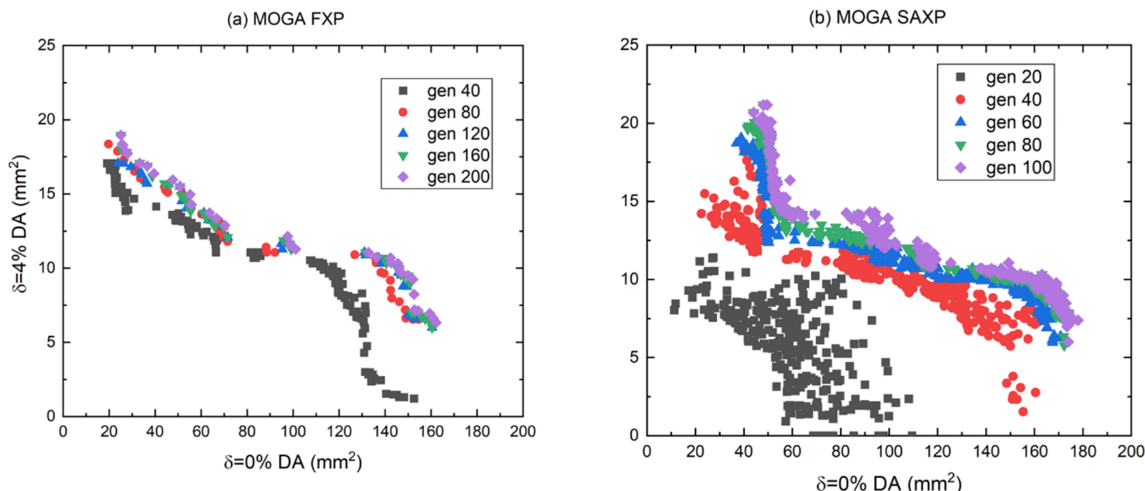 (a) MOGA FXP
25
20
15
10
5
0
0 20 40 60 80 100 120 140 160 180 200
δ=4% DA (mm²)
δ=0% DA (mm²)
gen 40
gen 80
gen 120
gen 160
gen 200
(b) MOGA SAXP
25
20
15
10
5
0
0 20 40 60 80 100 120 140 160 180 200
δ=0% DA (mm²)
gen 20
gen 40
gen 60
gen 80
gen 100